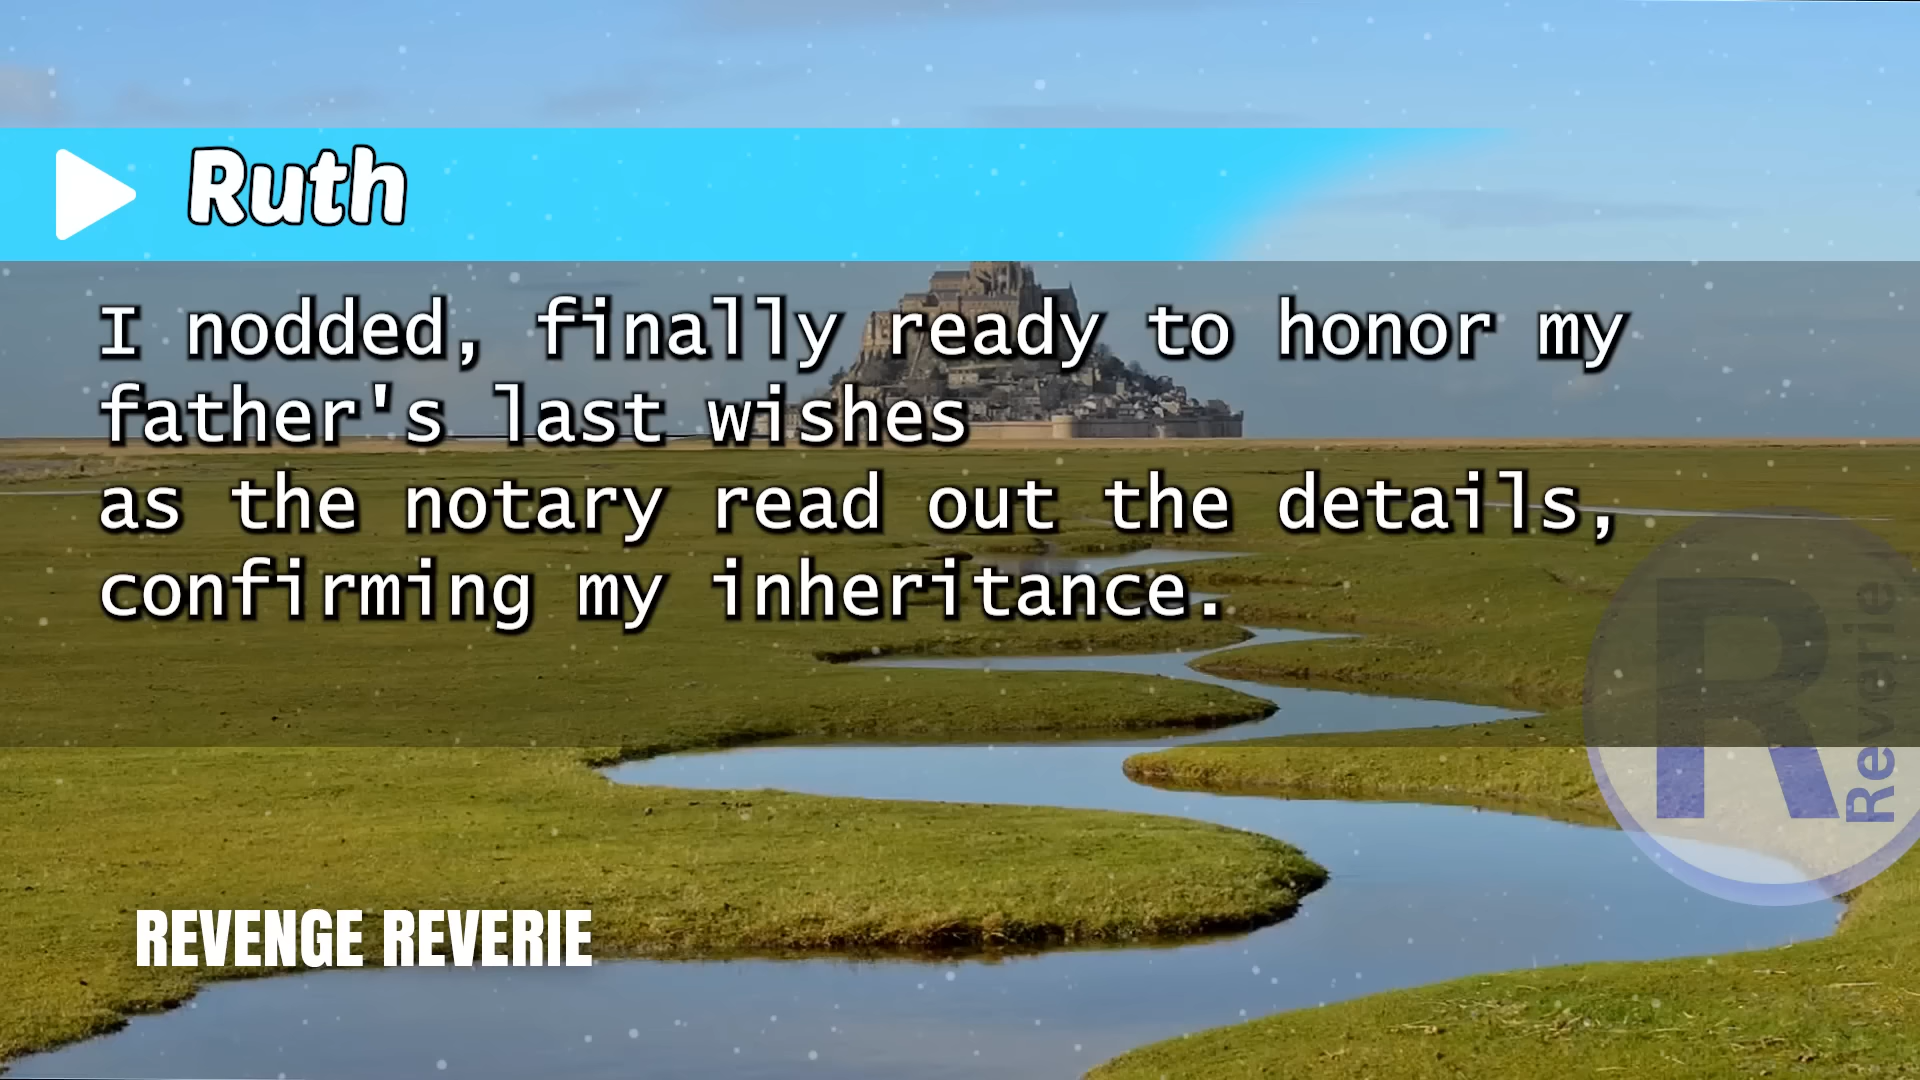 Ruth
I nodded, finally ready to honor my
father's last wishes
as the notary read out the details,
confirming my inheritance.
R
Reverie
REVENGE REVERIE